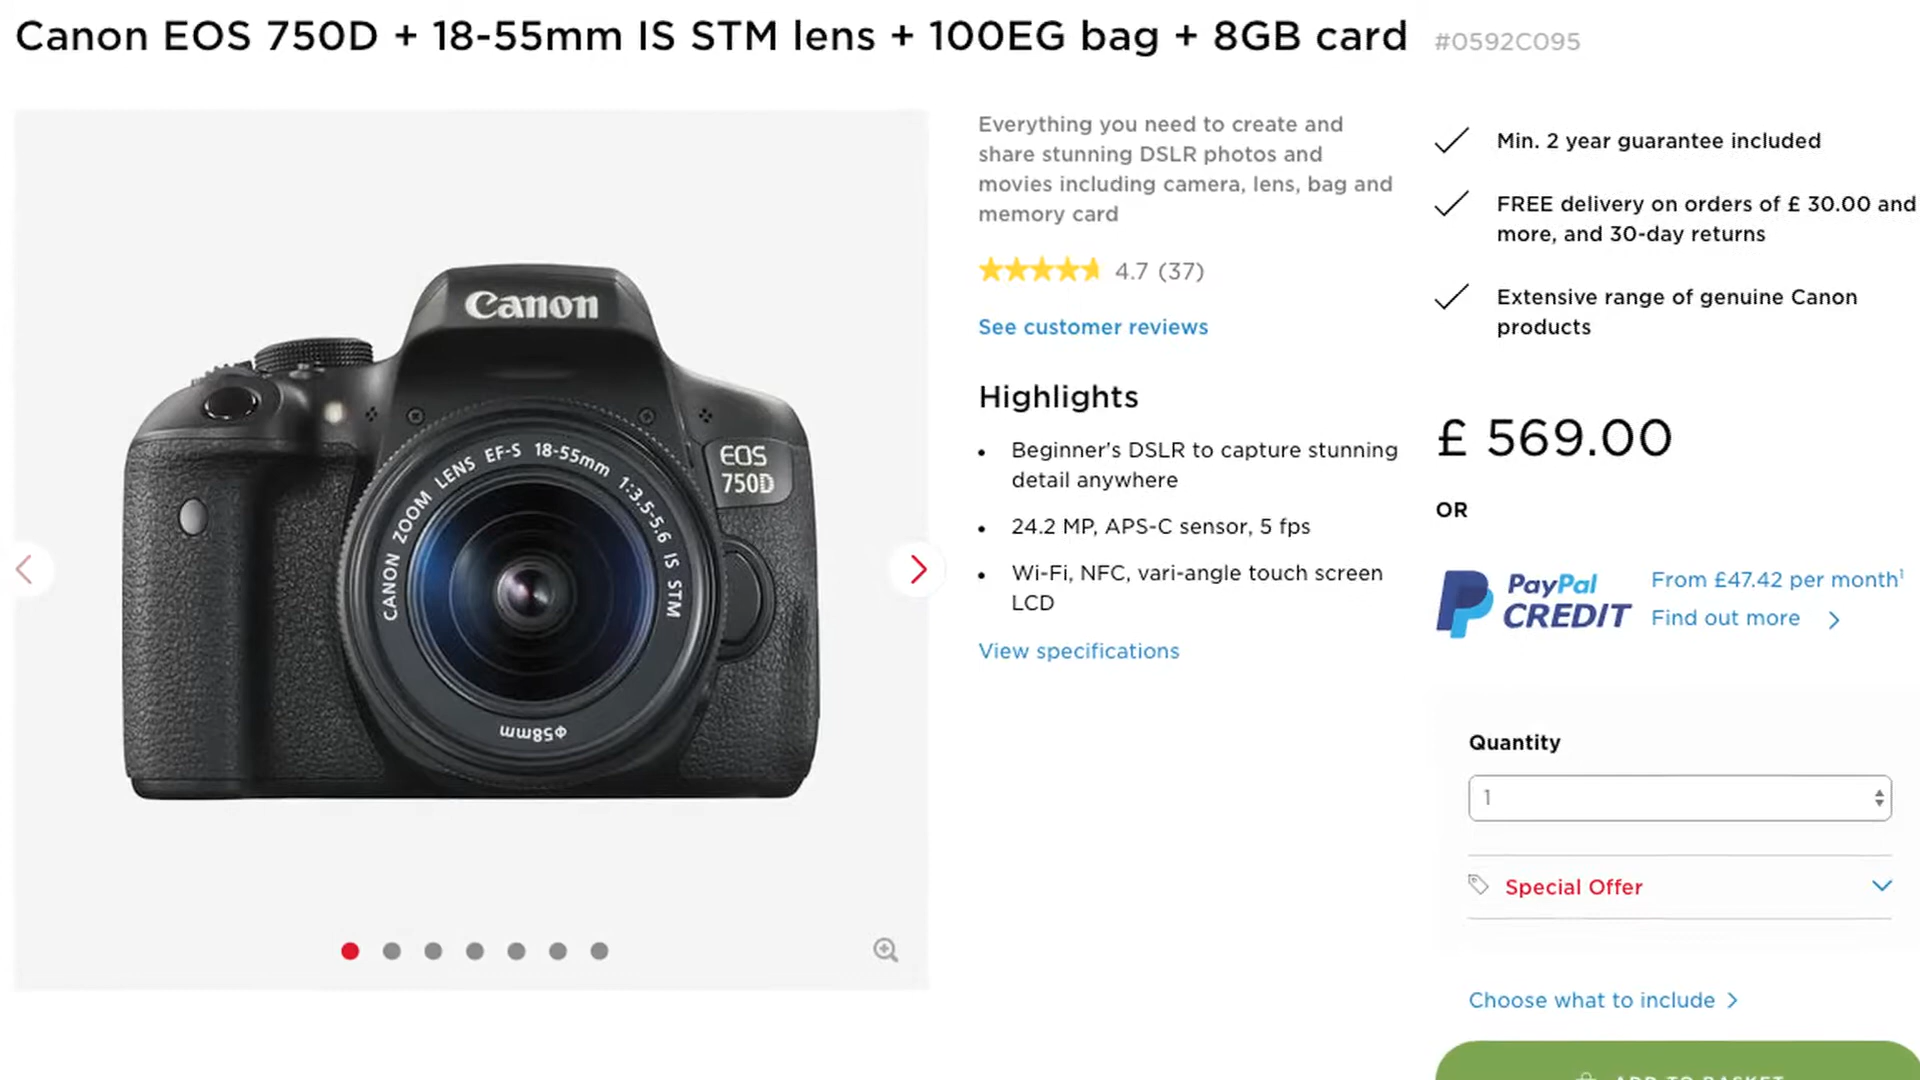 Canon EOS 750D + 18-55mm IS STM lens + 100EG bag + 8GB card #0592C095
Canon
EOS
750D
CANON ZOOM LENS EF-S 18-55mm 1:3.5-5.6 IS STM
φ58mm
Everything you need to create and
share stunning DSLR photos and
movies including camera, lens, bag and
memory card
4.7 (37)
See customer reviews
Highlights
• Beginner's DSLR to capture stunning
detail anywhere
• 24.2 MP, APS-C sensor, 5 fps
• Wi-Fi, NFC, vari-angle touch screen
LCD
View specifications
Min. 2 year guarantee included
FREE delivery on orders of £ 30.00 and
more, and 30-day returns
Extensive range of genuine Canon
products
£ 569.00
OR
PayPal
CREDIT
From £47.42 per month¹
Find out more
Quantity
1
Special Offer
Choose what to include
ADD TO BASKET